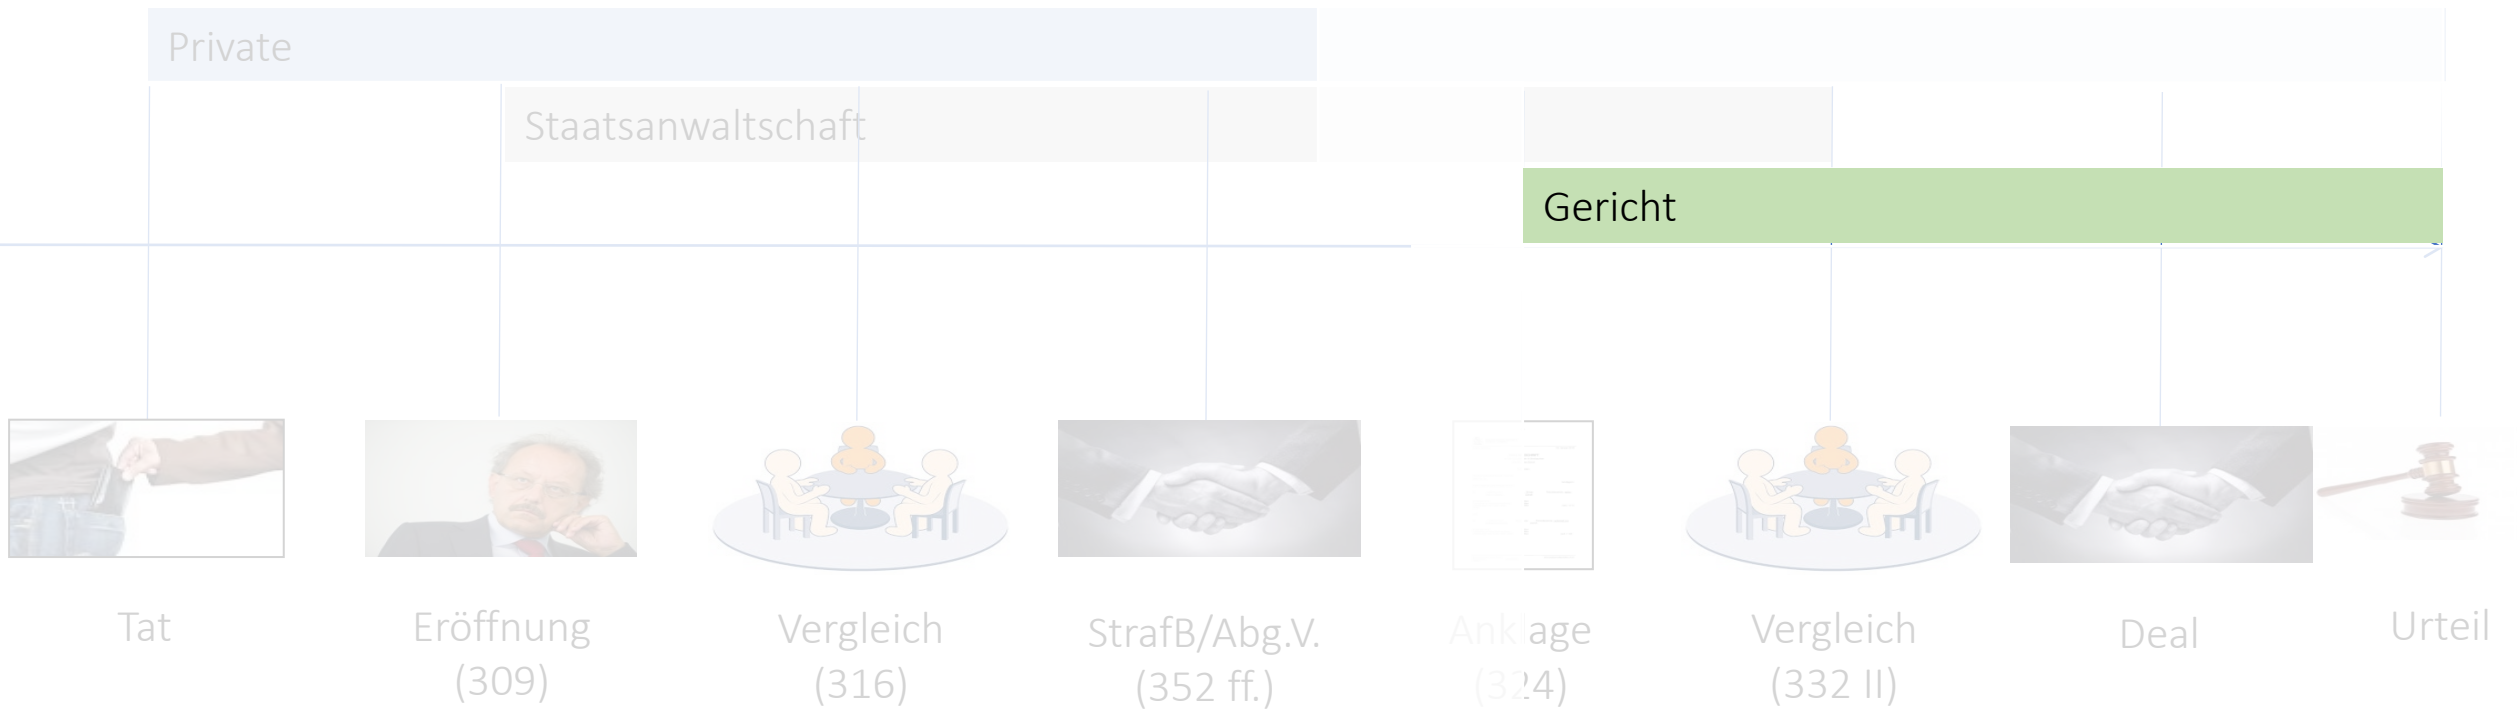 Private
Staatsanwaltschaft
Gericht
Tat
Eröffnung
(309)
Vergleich
(316)
StrafB/Abg.V.
(352 ff.)
Anklage
(324)
Vergleich
(332 II)
Deal
Urteil